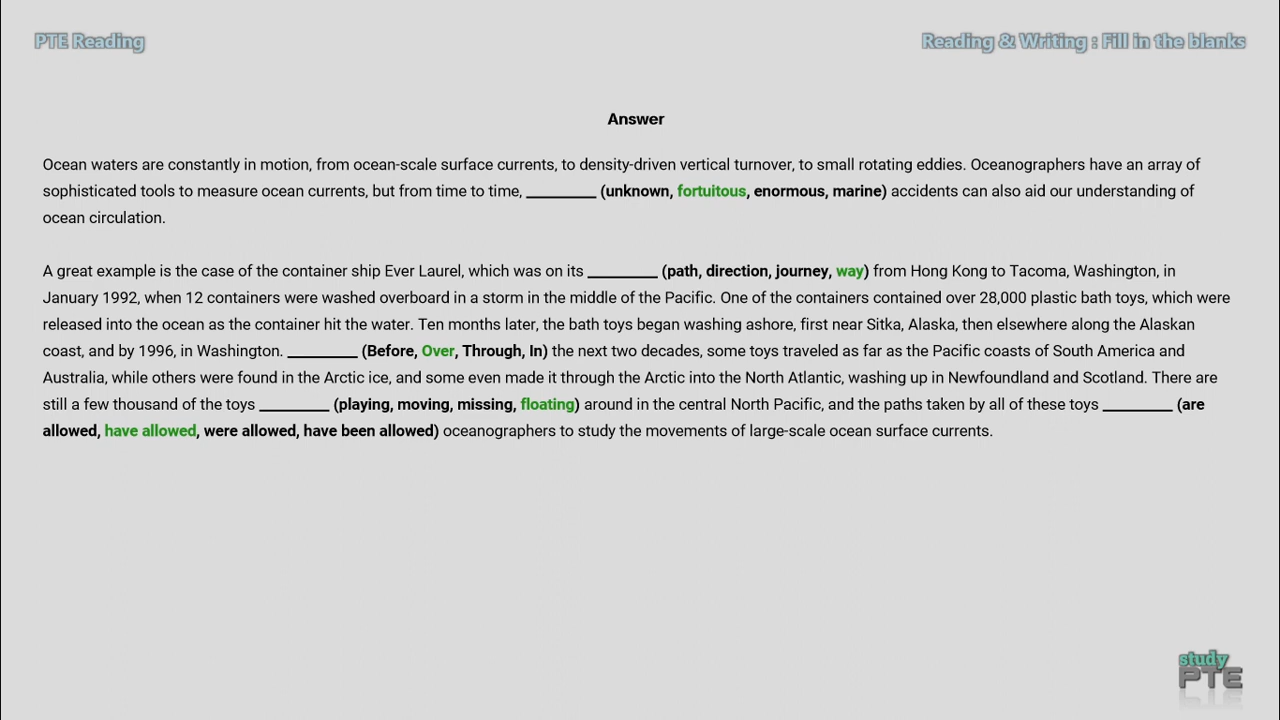 PTE Reading
Reading & Writing : Fill in the blanks
Answer
Ocean waters are constantly in motion, from ocean-scale surface currents, to density-driven vertical turnover, to small rotating eddies. Oceanographers have an array of
sophisticated tools to measure ocean currents, but from time to time, ________ (unknown, fortuitous, enormous, marine) accidents can also aid our understanding of
ocean circulation.
A great example is the case of the container ship Ever Laurel, which was on its ________ (path, direction, journey, way) from Hong Kong to Tacoma, Washington, in
January 1992, when 12 containers were washed overboard in a storm in the middle of the Pacific. One of the containers contained over 28,000 plastic bath toys, which were
released into the ocean as the container hit the water. Ten months later, the bath toys began washing ashore, first near Sitka, Alaska, then elsewhere along the Alaskan
coast, and by 1996, in Washington. ________ (Before, Over, Through, In) the next two decades, some toys traveled as far as the Pacific coasts of South America and
Australia, while others were found in the Arctic ice, and some even made it through the Arctic into the North Atlantic, washing up in Newfoundland and Scotland. There are
still a few thousand of the toys ________ (playing, moving, missing, floating) around in the central North Pacific, and the paths taken by all of these toys ________ (are
allowed, have allowed, were allowed, have been allowed) oceanographers to study the movements of large-scale ocean surface currents.
study
PTE